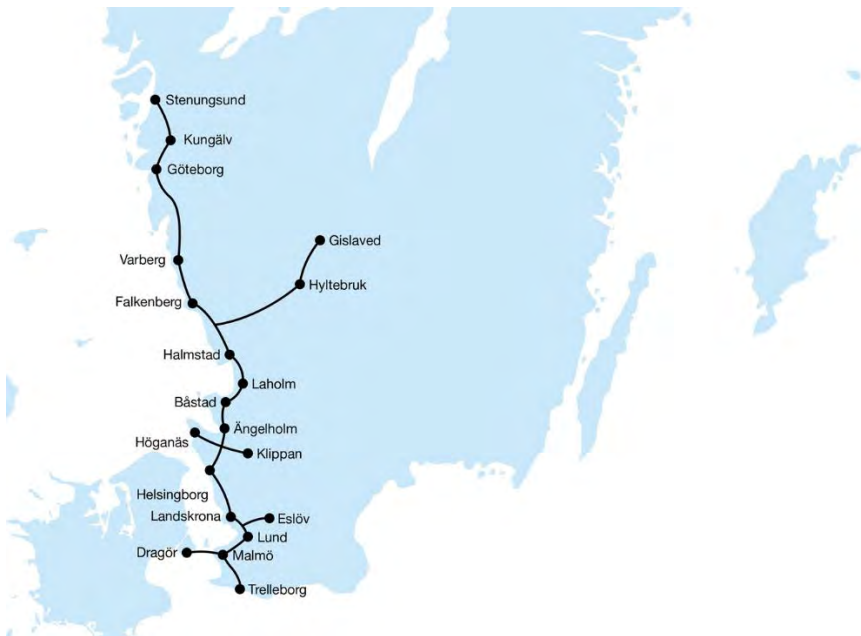 Stenungsund
Kungälv
Göteborg
Gislaved
Varberg
Hyltebruk
Falkenberg
Halmstad
Laholm
Båstad
Ängelholm
Höganäs
Klippan
Helsingborg
Landskrona
Eslöv
Lund
Dragör
Malmö
Trelleborg